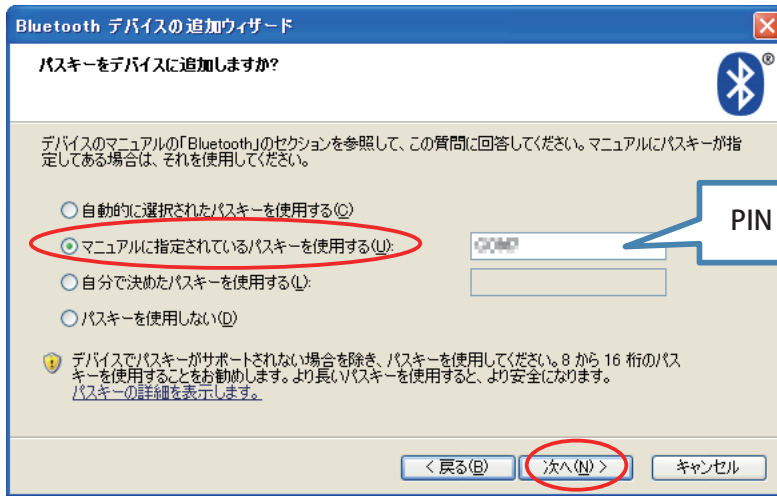 Bluetooth デバイスの追加ウィザード
パスキーをデバイスに追加しますか?
®
デバイスのマニュアルの「Bluetooth」のセクションを参照して、この質問に回答してください。マニュアルにパスキーが指
定してある場合は、それを使用してください。
自動的に選択されたパスキーを使用する(C)
マニュアルに指定されているパスキーを使用する(U):
PIN
自分で決めたパスキーを使用する(L):
パスキーを使用しない(D)
デバイスでパスキーがサポートされない場合を除き、パスキーを使用してください。8 から 16 桁のパス
キーを使用することをお勧めします。より長いパスキーを使用すると、より安全になります。
パスキーの詳細を表示します。
< 戻る(B)
次へ(N) >
キャンセル